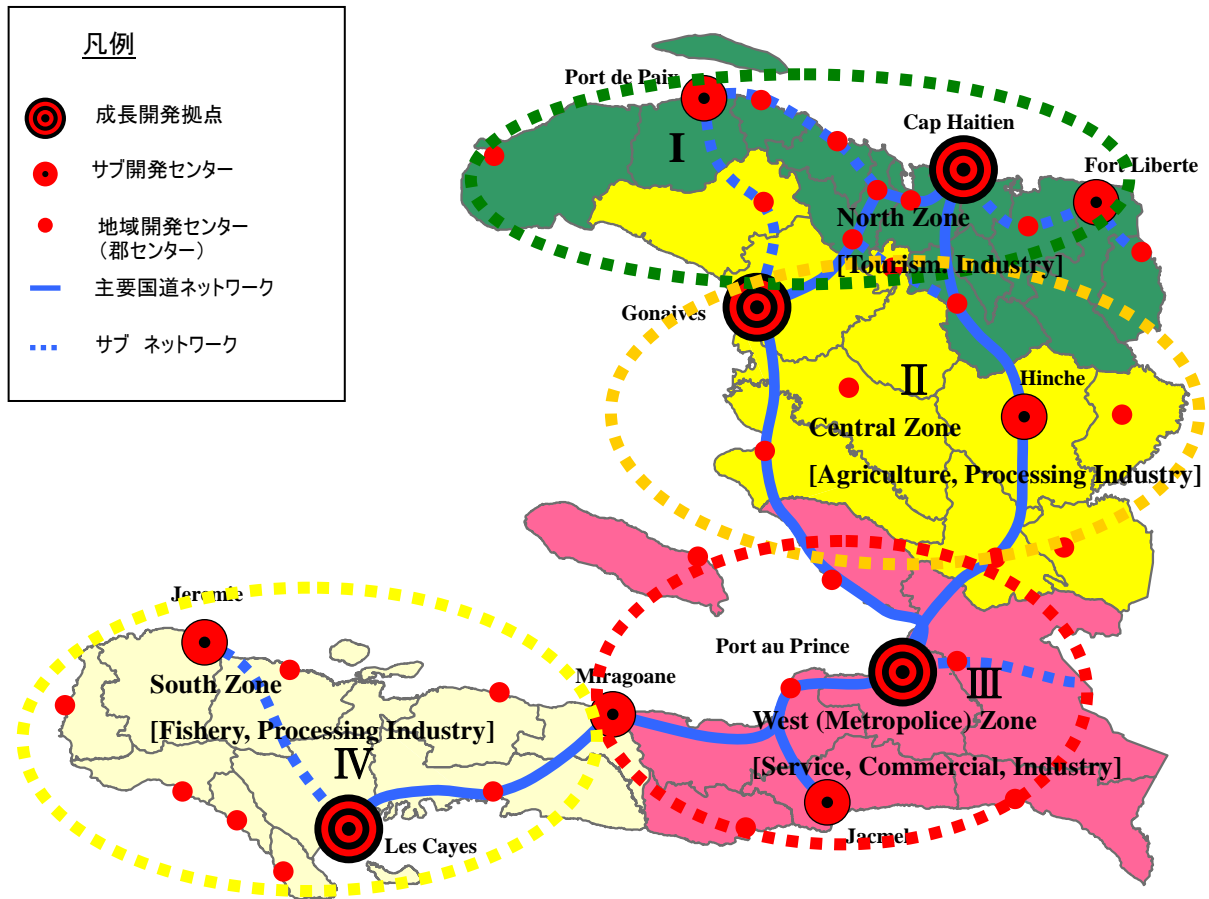 凡例
成長開発拠点
サブ開発センター
地域開発センター
(郡センター)
主要国道ネットワーク
サブ ネットワーク
Port de Paix
Cap Haitien
Fort Liberte
I
North Zone
[Tourism. Industry]
Gonaives
Hinche
II
Central Zone
[Agriculture, Processing Industry]
Jeremie
Port au Prince
Miragoane
III
South Zone
West (Metropolice) Zone
[Fishery, Processing Industry]
IV
[Service, Commercial, Industry]
Les Cayes
Jacmel